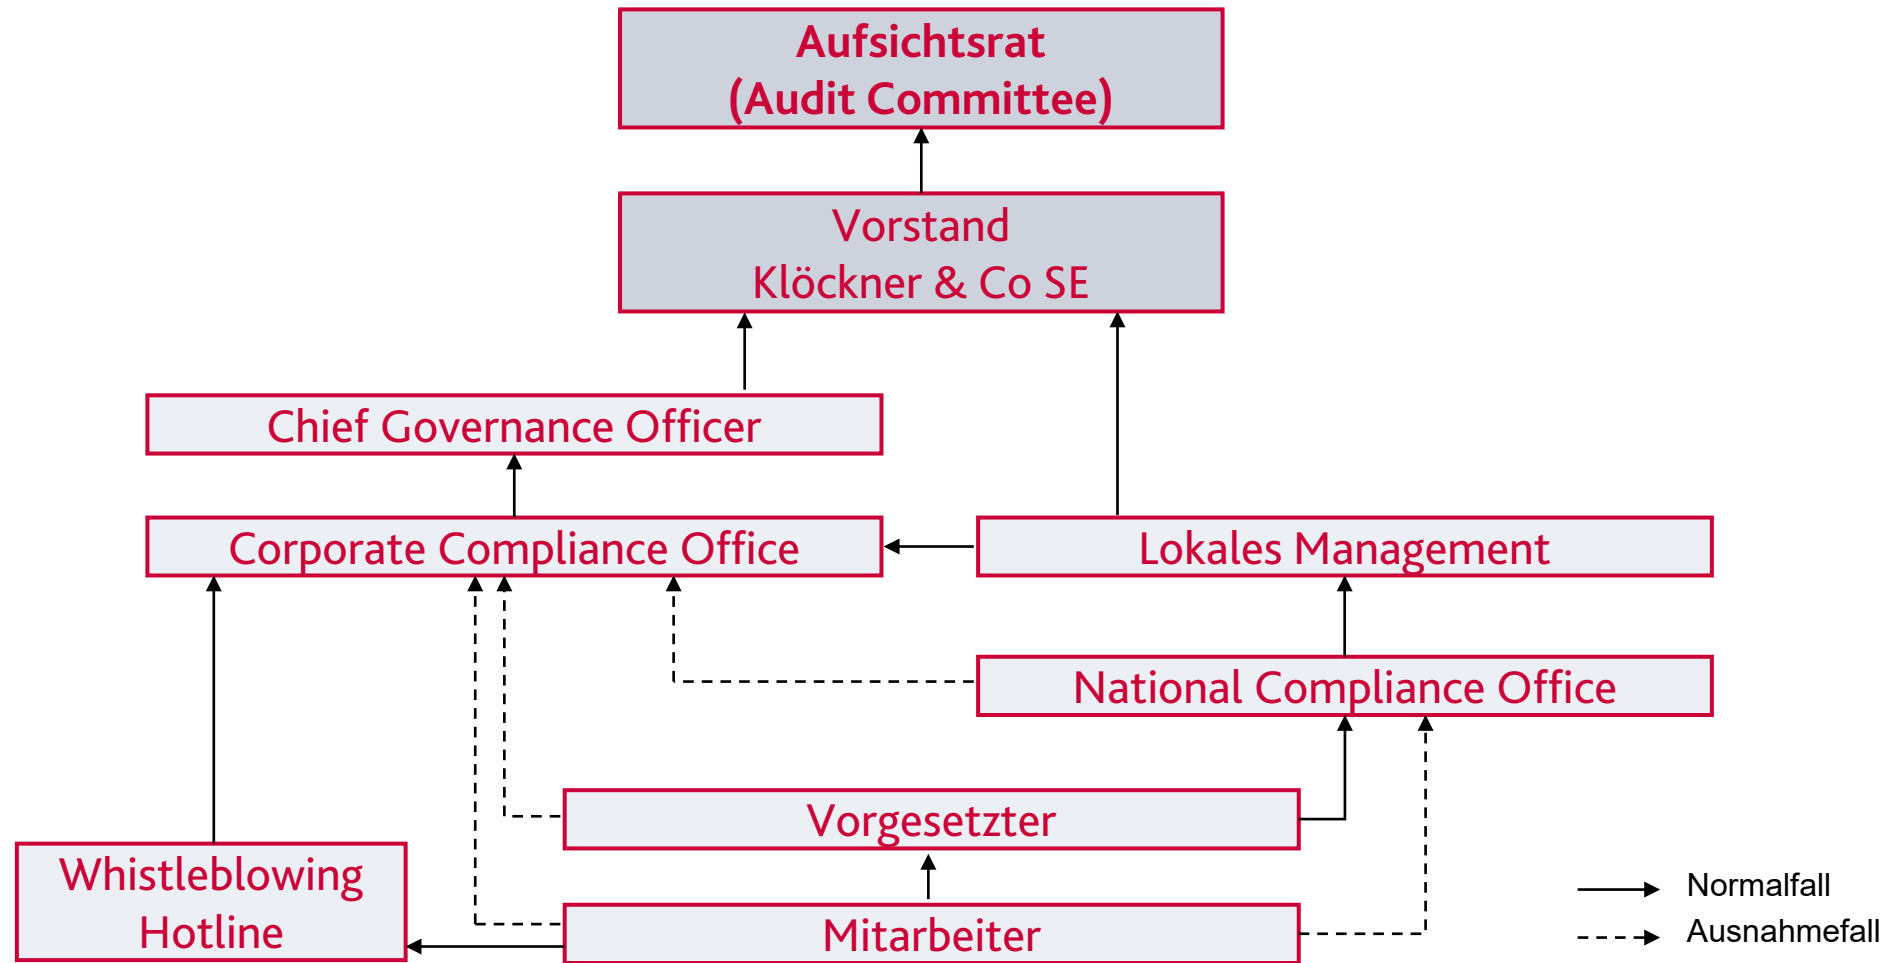 Aufsichtsrat
(Audit Committee)
Vorstand
Klöckner & Co SE
Chief Governance Officer
Corporate Compliance Office
Lokales Management
National Compliance Office
Vorgesetzter
Whistleblowing
Hotline
Mitarbeiter
Normalfall
Ausnahmefall